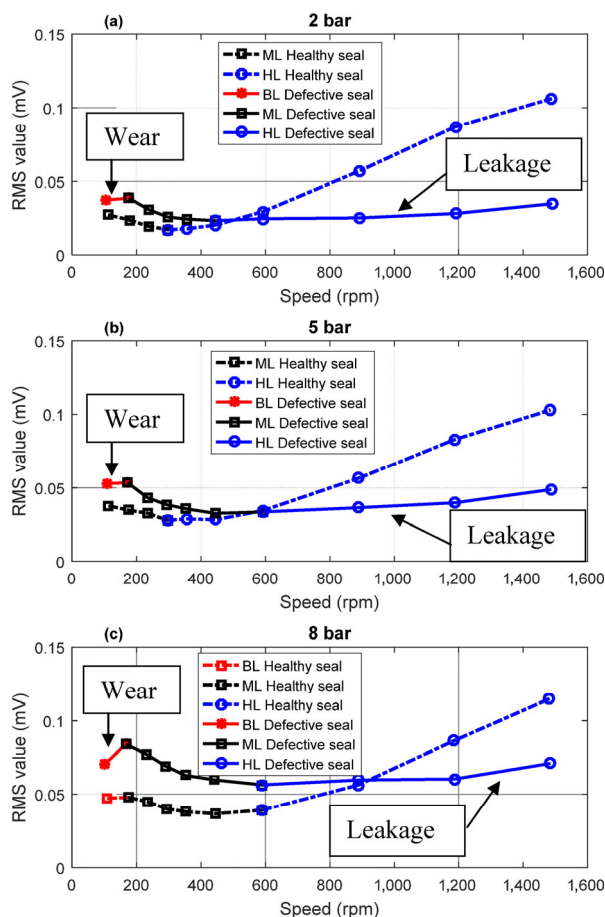 (a) 2 bar
0.15
ML Healthy seal
HL Healthy seal
BL Defective seal
ML Defective seal
HL Defective seal
0.1
Wear
Leakage
0.05
0
RMS value (mV)
0 200 400 600 800 1,000 1,200 1,400 1,600
Speed (rpm)
(b) 5 bar
0.15
ML Healthy seal
HL Healthy seal
BL Defective seal
ML Defective seal
HL Defective seal
0.1
Wear
0.05
Leakage
0
RMS value (mV)
0 200 400 600 800 1,000 1,200 1,400 1,600
Speed (rpm)
(c) 8 bar
0.15
BL Healthy seal
ML Healthy seal
HL Healthy seal
BL Defective seal
ML Defective seal
HL Defective seal
Wear
0.1
0.05
Leakage
0
RMS value (mV)
0 200 400 600 800 1,000 1,200 1,400 1,600
Speed (rpm)